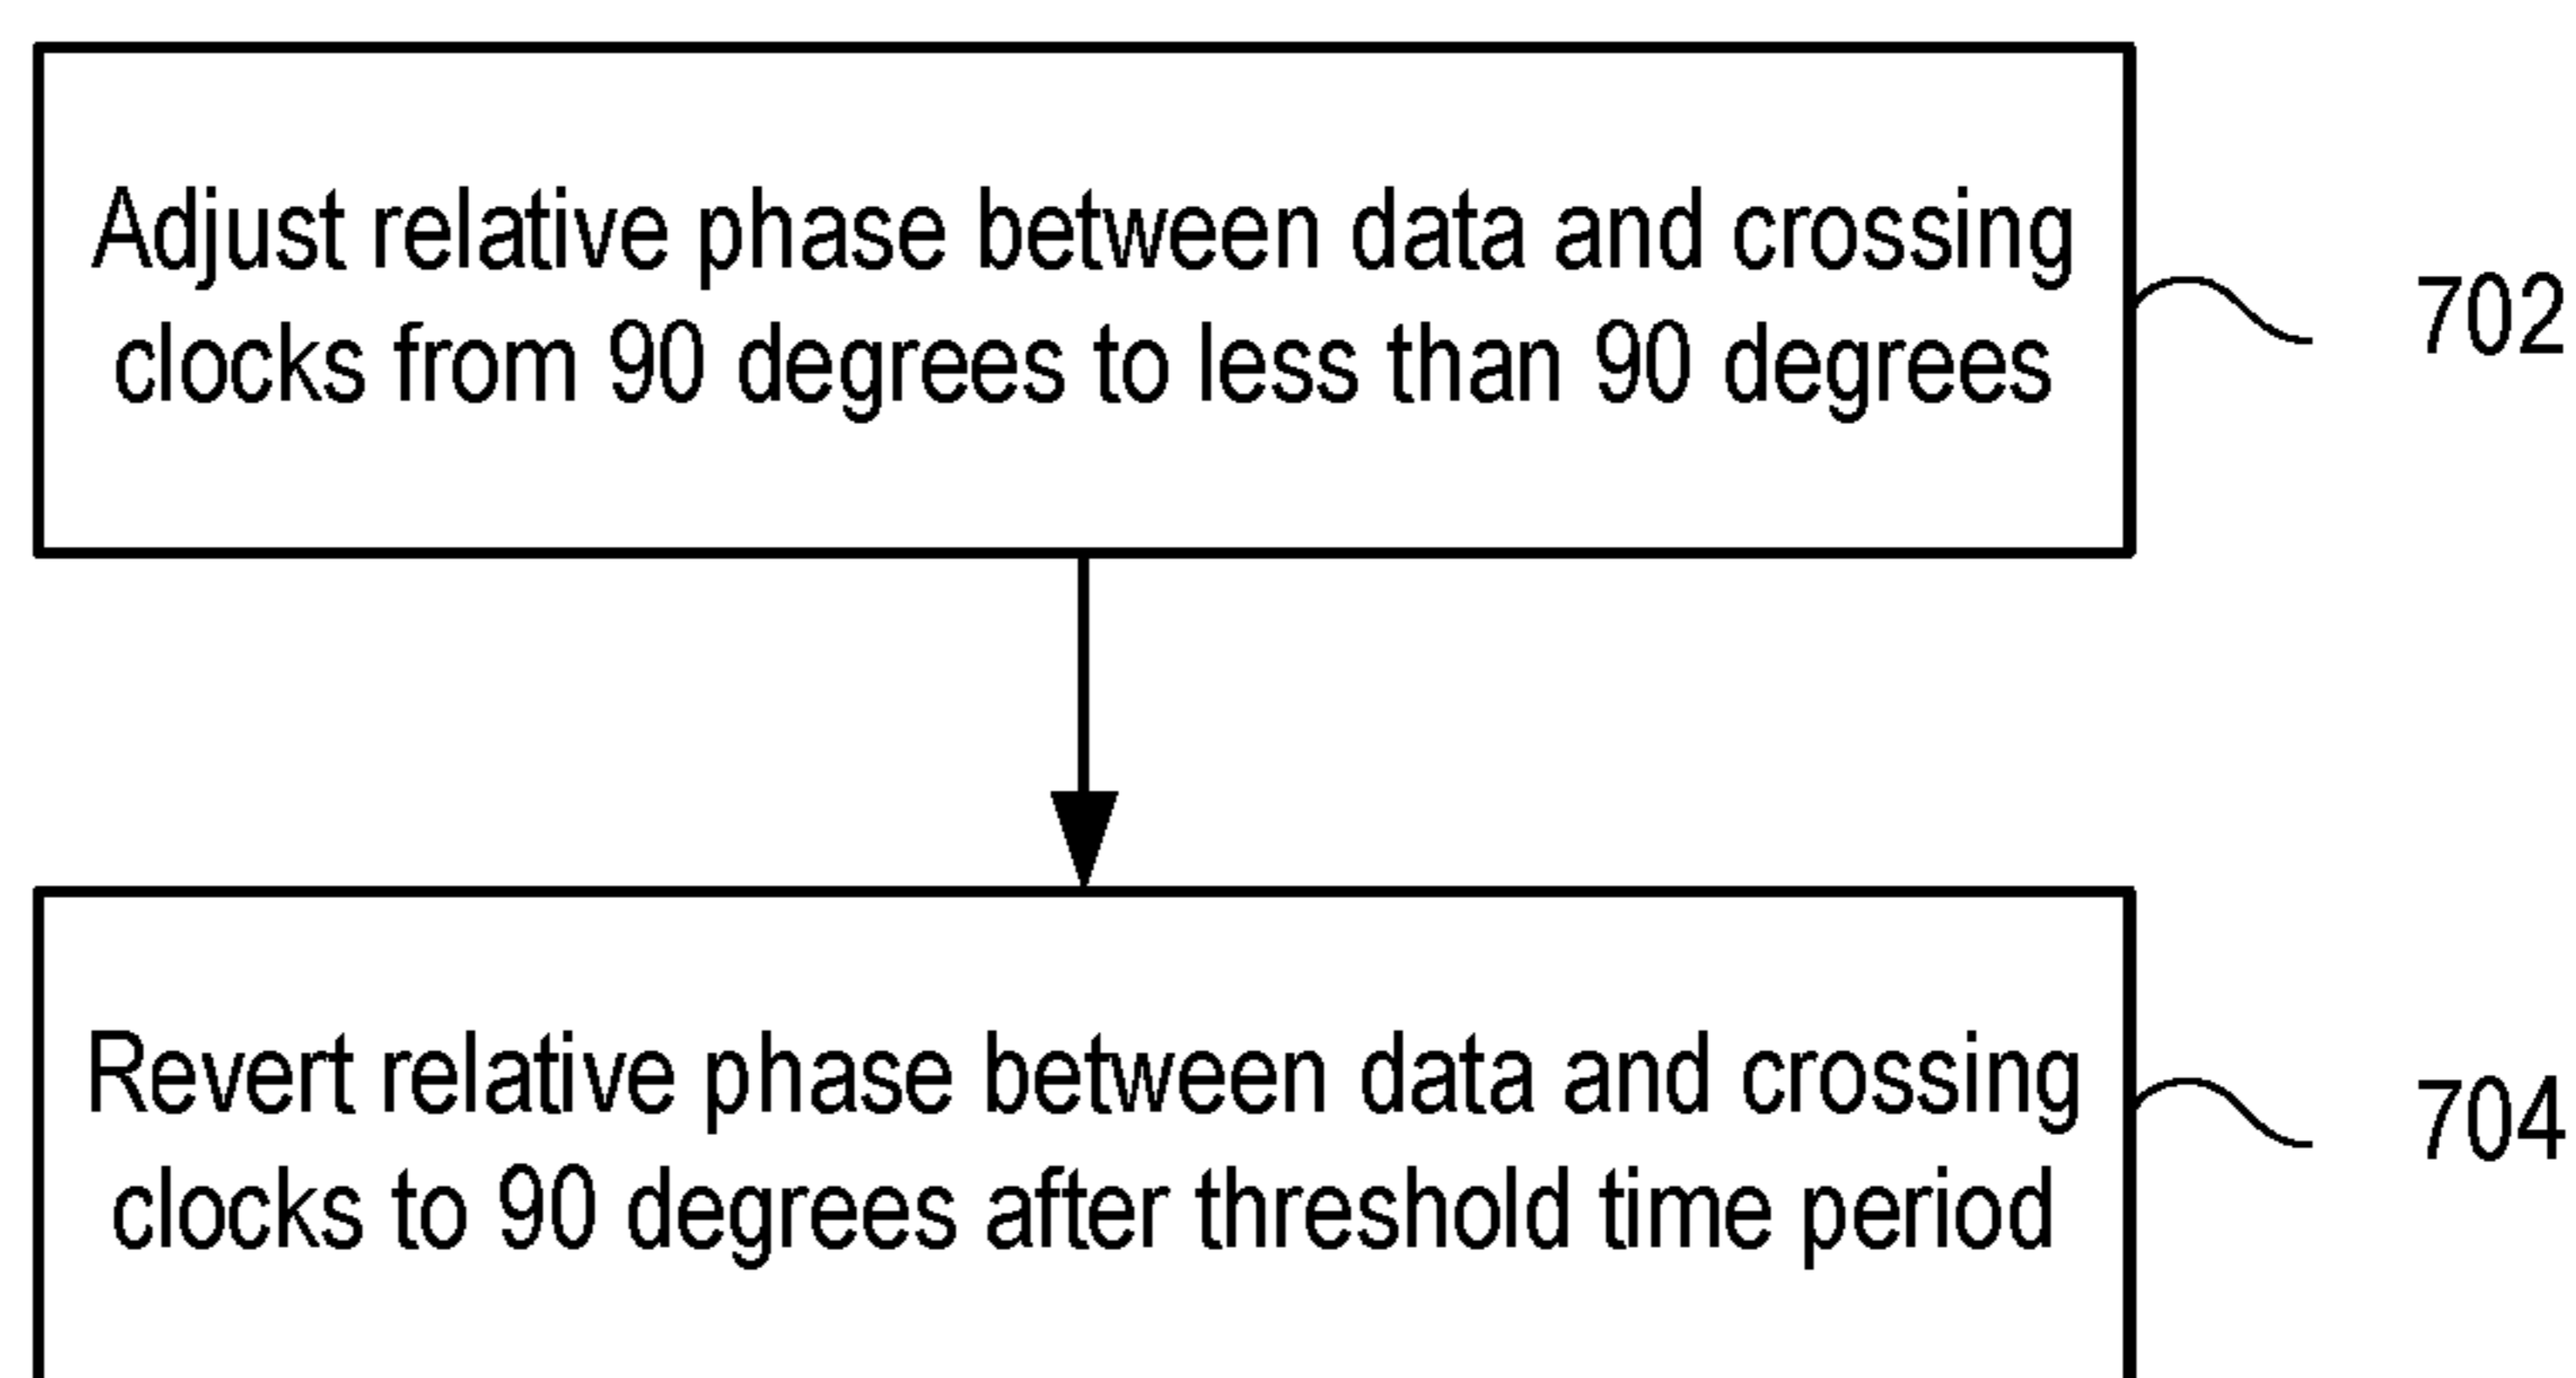 Adjust relative phase between data and crossing
clocks from 90 degrees to less than 90 degrees
702
Revert relative phase between data and crossing
clocks to 90 degrees after threshold time period
704